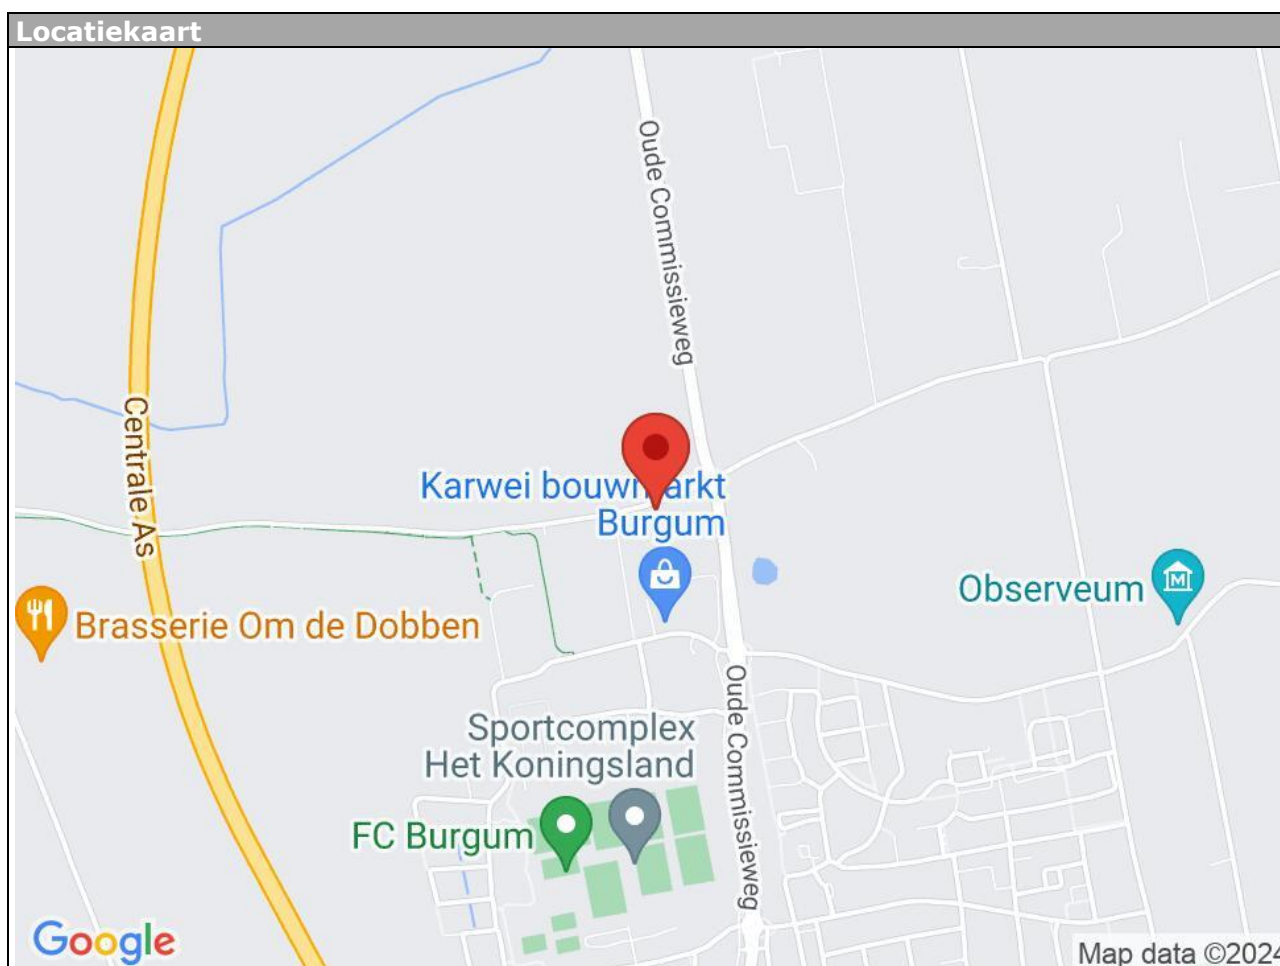 Locatiekaart
Oude Commissieweg
Centrale As
Karwei bouwmarkt
Burgum
Observeum
M
Brasserie Om de Dobben
Oude Commissieweg
Sportcomplex
Het Koningsland
FC Burgum
Google
Map data ©2024